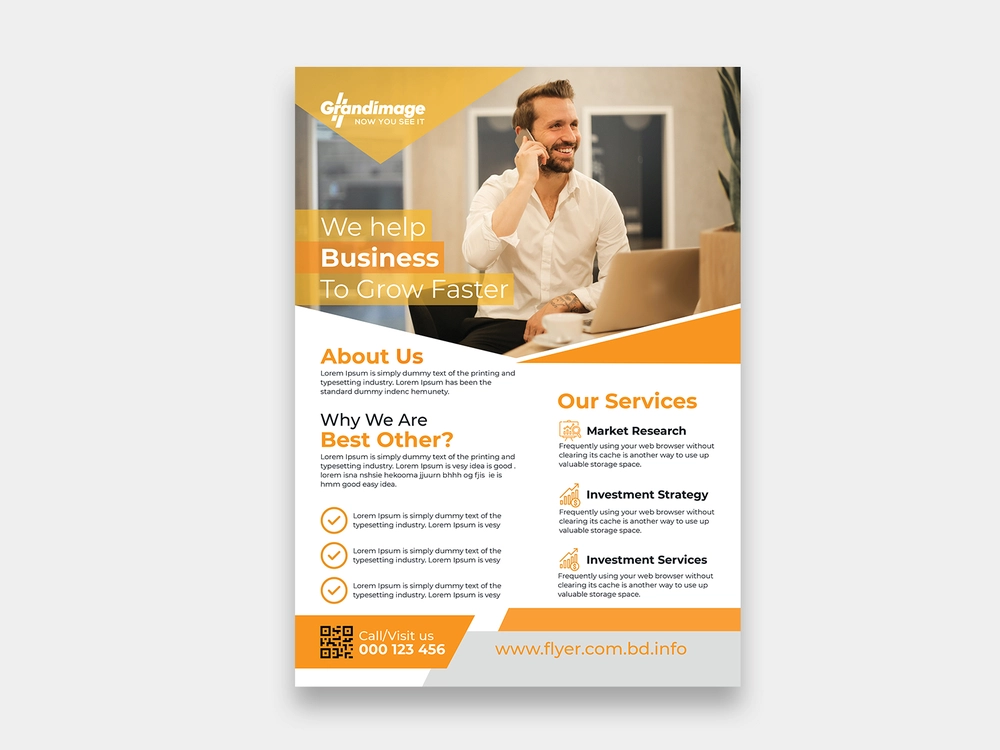 Grandimage
NOW YOU SEE IT
We help
Business
To Grow Faster
About Us
Lorem Ipsum is simply dummy text of the printing and
typesetting industry. Lorem Ipsum has been the
standard dummy indenc hemunety.
Why We Are
Best Other?
Lorem Ipsum is simply dummy text of the printing and
typesetting industry. Lorem Ipsum is vesy idea is good .
lorem isna nshsie hekooma jjuurn bhhh og fjis ie is
hmm good easy idea.
Lorem Ipsum is simply dummy text of the
typesetting industry. Lorem Ipsum is vesy
Lorem Ipsum is simply dummy text of the
typesetting industry. Lorem Ipsum is vesy
Lorem Ipsum is simply dummy text of the
typesetting industry. Lorem Ipsum is vesy
Our Services
Market Research
Frequently using your web browser without
clearing its cache is another way to use up
valuable storage space.
Investment Strategy
Frequently using your web browser without
clearing its cache is another way to use up
valuable storage space.
Investment Services
Frequently using your web browser without
clearing its cache is another way to use up
valuable storage space.
Call/Visit us
000 123 456
www.flyer.com.bd.info